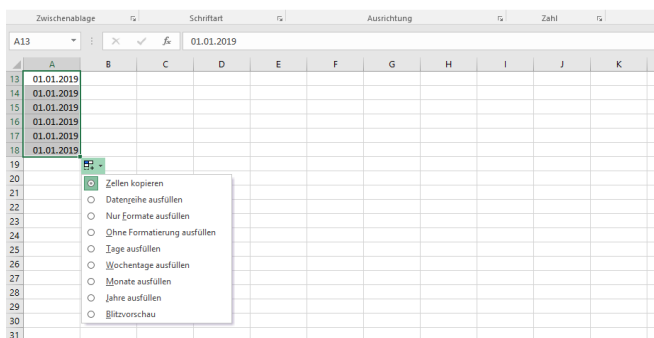 Zwischenablage Schriftart Ausrichtung Zahl
A13 fx 01.01.2019
A B C D E F G H I J K
13 01.01.2019
14 01.01.2019
15 01.01.2019
16 01.01.2019
17 01.01.2019
18 01.01.2019
19
20 Zellen kopieren
21 Datenreihe ausfüllen
22 Nur Formate ausfüllen
23
24 Ohne Formatierung ausfüllen
25 Tage ausfüllen
26 Wochentage ausfüllen
27 Monate ausfüllen
28
29 Jahre ausfüllen
30 Blitzvorschau
31